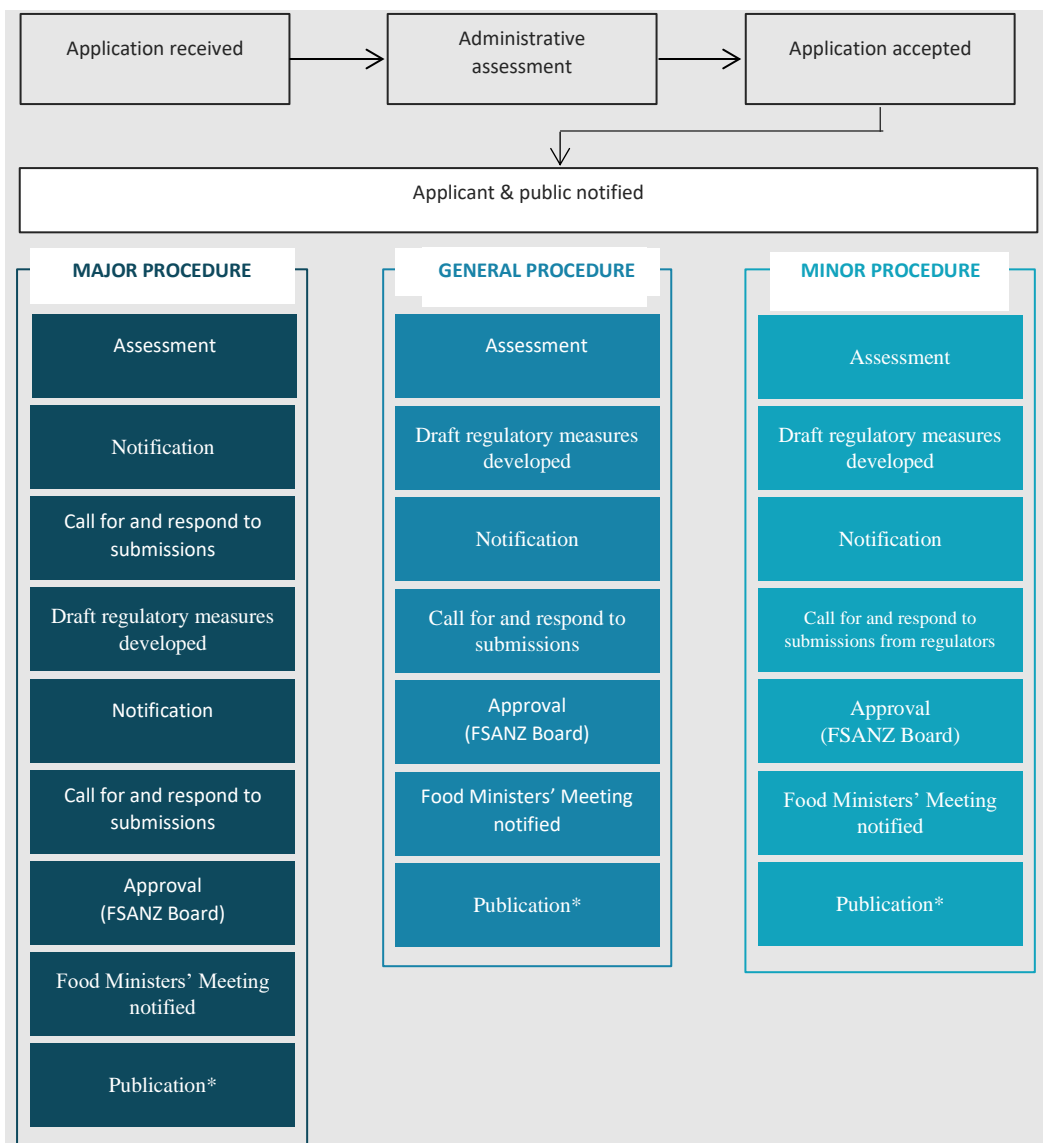 Application received
Administrative
assessment
Application accepted
Applicant & public notified
MAJOR PROCEDURE
Assessment
Notification
Call for and respond to
submissions
Draft regulatory measures
developed
Notification
Call for and respond to
submissions
Approval
(FSANZ Board)
Food Ministers’ Meeting
notified
Publication*
GENERAL PROCEDURE
Assessment
Draft regulatory measures
developed
Notification
Call for and respond to
submissions
Approval
(FSANZ Board)
Food Ministers’ Meeting
notified
Publication*
MINOR PROCEDURE
Assessment
Draft regulatory measures
developed
Notification
Call for and respond to
submissions from regulators
Approval
(FSANZ Board)
Food Ministers’ Meeting
notified
Publication*